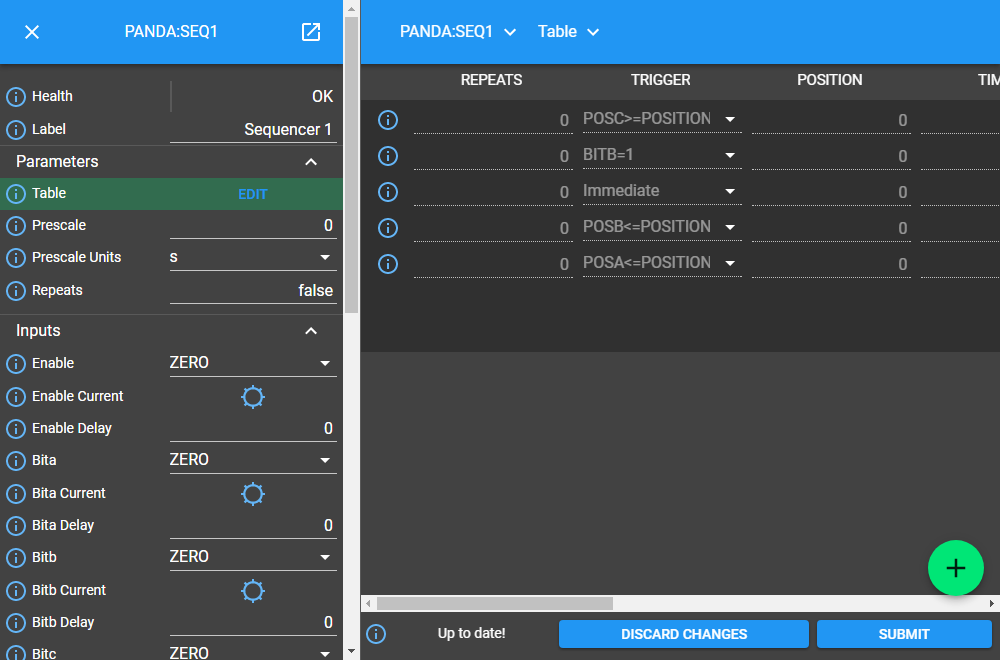 PANDA:SEQ1
Health OK
Label Sequencer 1
Parameters
Table EDIT
Prescale 0
Prescale Units s
Repeats false
Inputs
Enable ZERO
Enable Current
Enable Delay 0
Bita ZERO
Bita Current
Bita Delay 0
Bitb ZERO
Bitb Current
Bitb Delay 0
Bitc ZERO
PANDA:SEQ1 Table
REPEATS TRIGGER POSITION TIM
0 POSC>=POSITION 0
0 BITB=1 0
0 Immediate 0
0 POSB<=POSITION 0
0 POSA<=POSITION 0
Up to date! DISCARD CHANGES SUBMIT